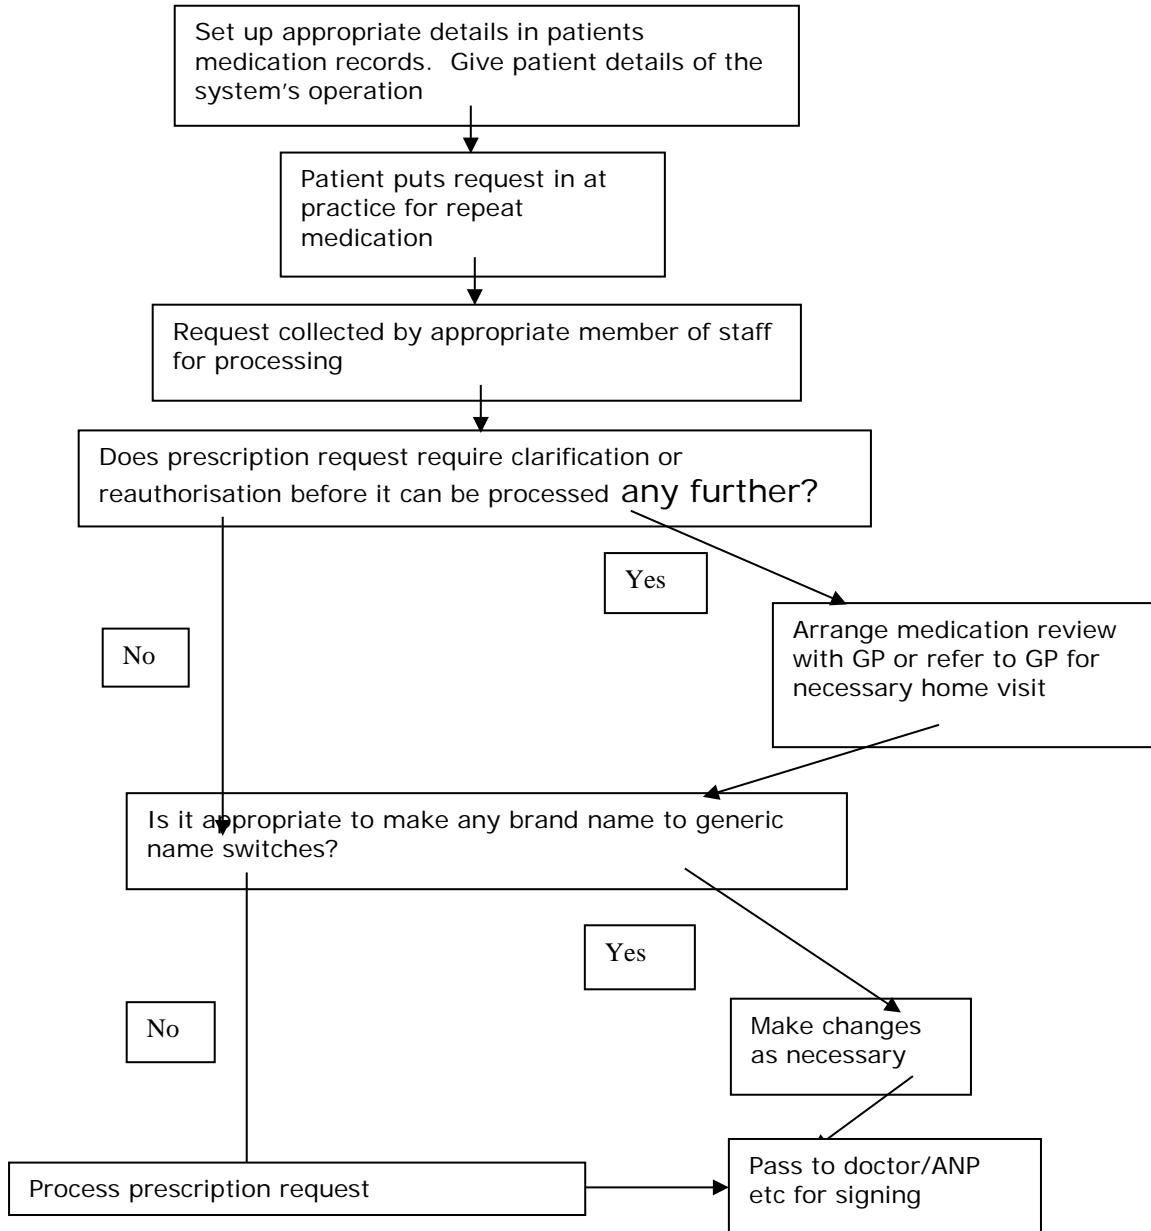 Set up appropriate details in patients
medication records.  Give patient details of the
system's operation
Patient puts request in at
practice for repeat
medication
Request collected by appropriate member of staff
for processing
Does prescription request require clarification or
reauthorisation before it can be processed any further?
Yes
No
Arrange medication review
with GP or refer to GP for
necessary home visit
Is it appropriate to make any brand name to generic
name switches?
Yes
No
Make changes
as necessary
Process prescription request
Pass to doctor/ANP
etc for signing